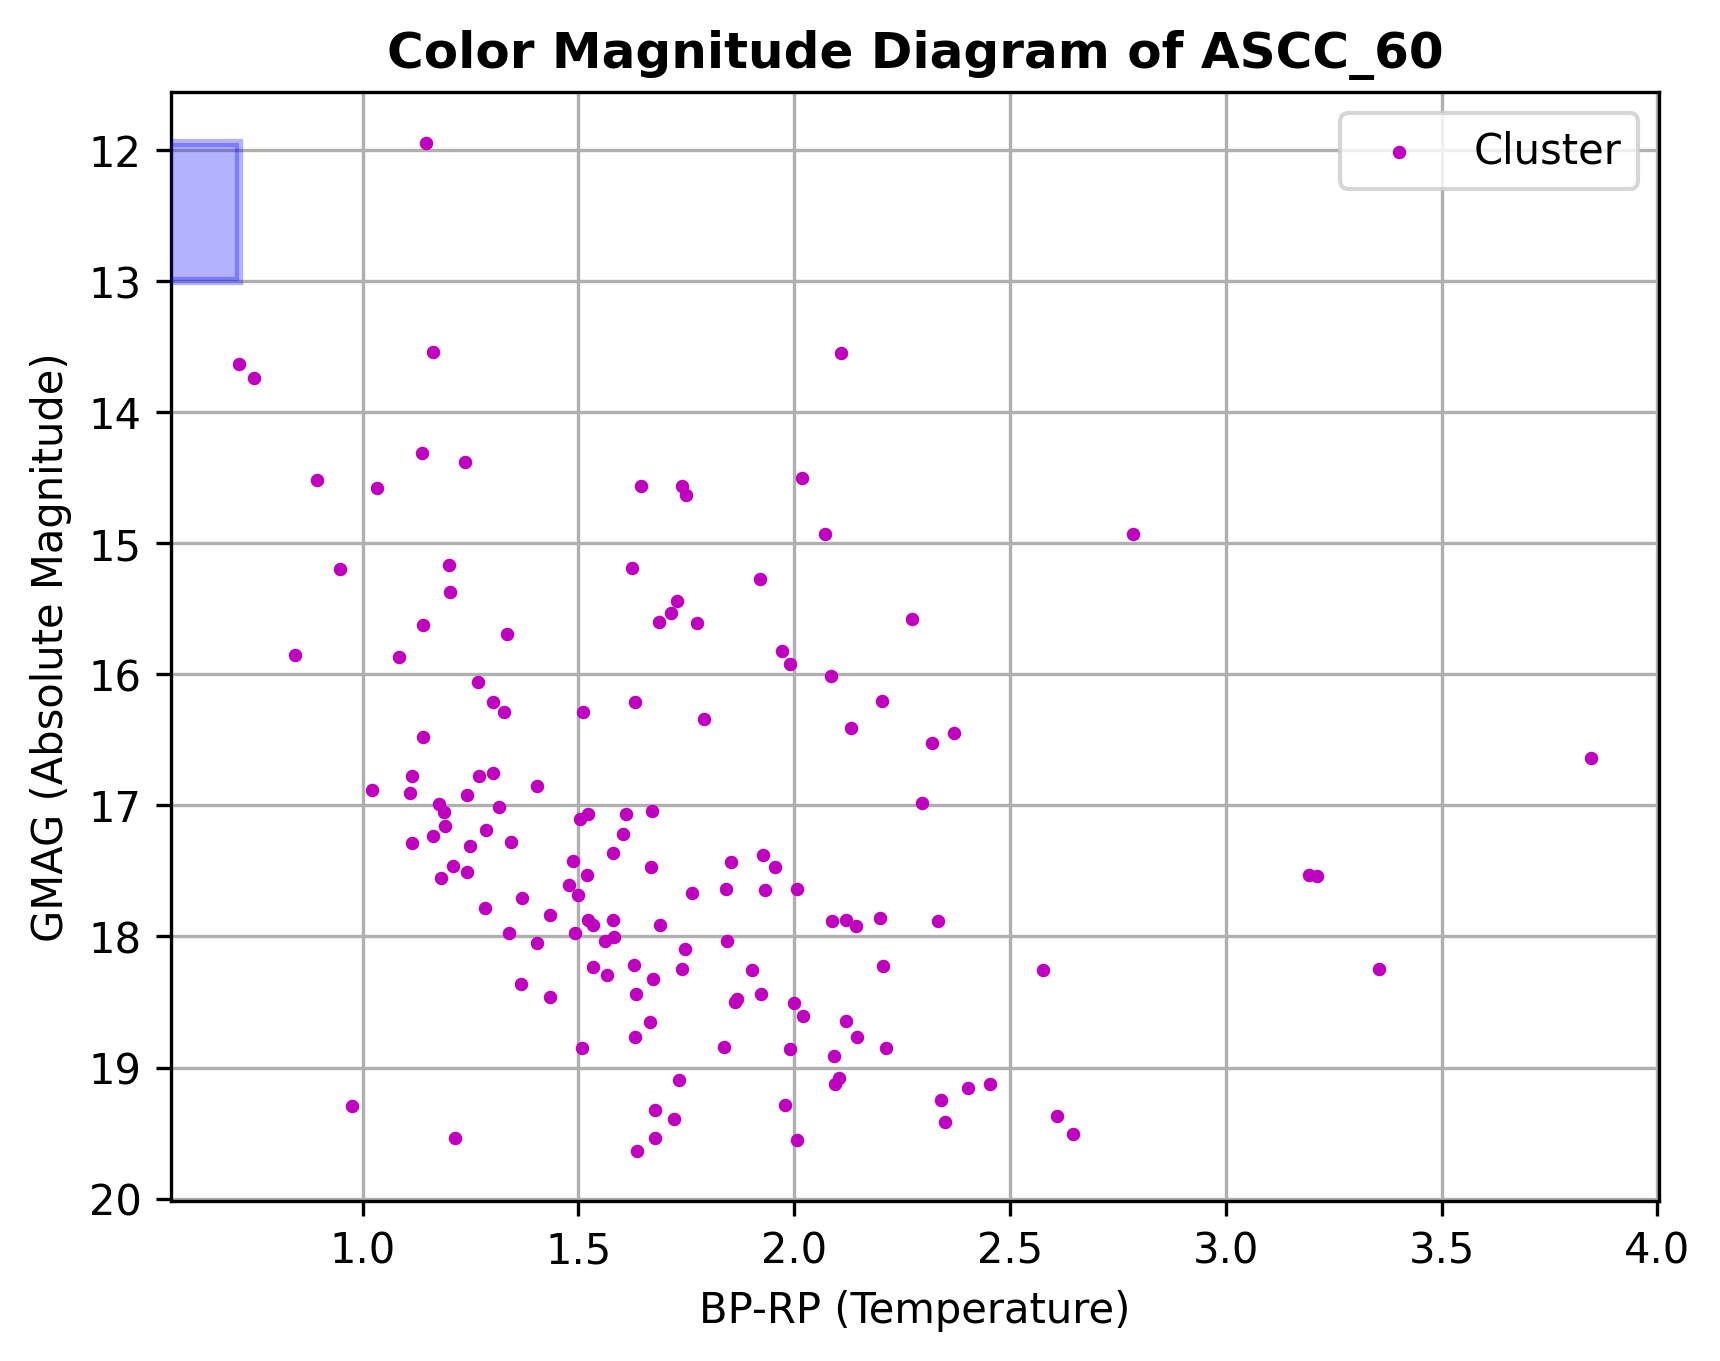 Color Magnitude Diagram of ASCC_60
Cluster
GMAG (Absolute Magnitude)
12
13
14
15
16
17
18
19
20
1.0 1.5 2.0 2.5 3.0 3.5 4.0
BP-RP (Temperature)